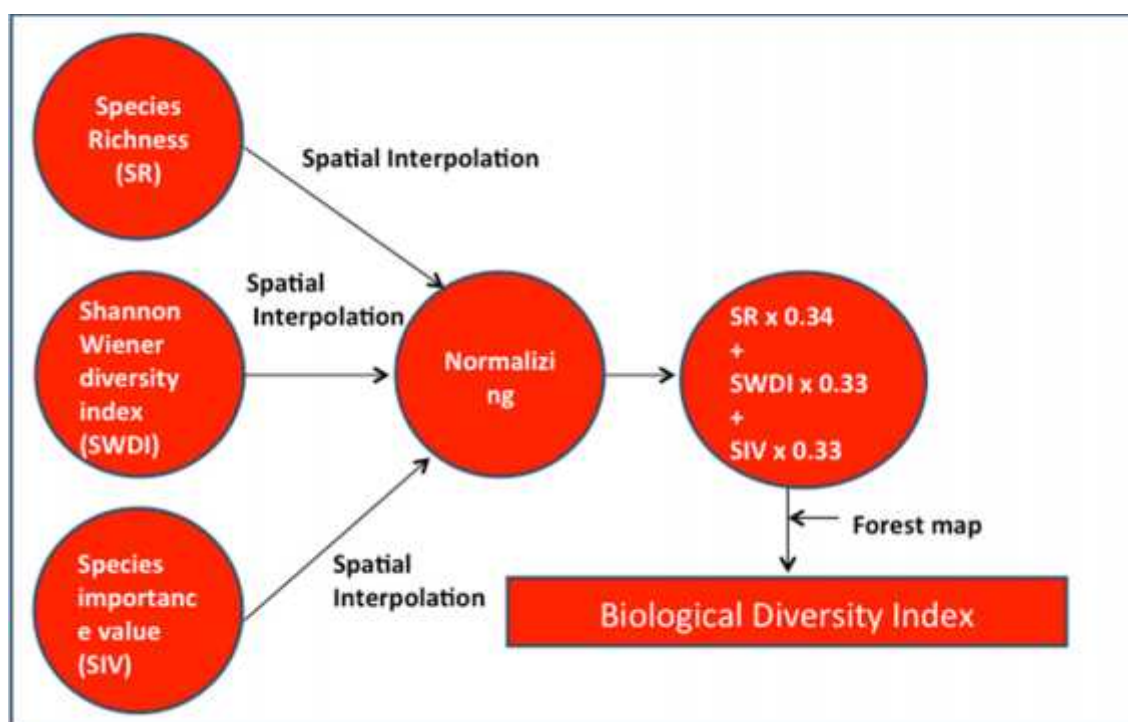 Species
Richness
(SR)
Spatial Interpolation
Shannon
Wiener
diversity
index
(SWDI)
Spatial
Interpolation
Normalizi
ng
SR x 0.34
+
SWDI x 0.33
+
SIV x 0.33
Species
importanc
e value
(SIV)
Spatial
Interpolation
Forest map
Biological Diversity Index